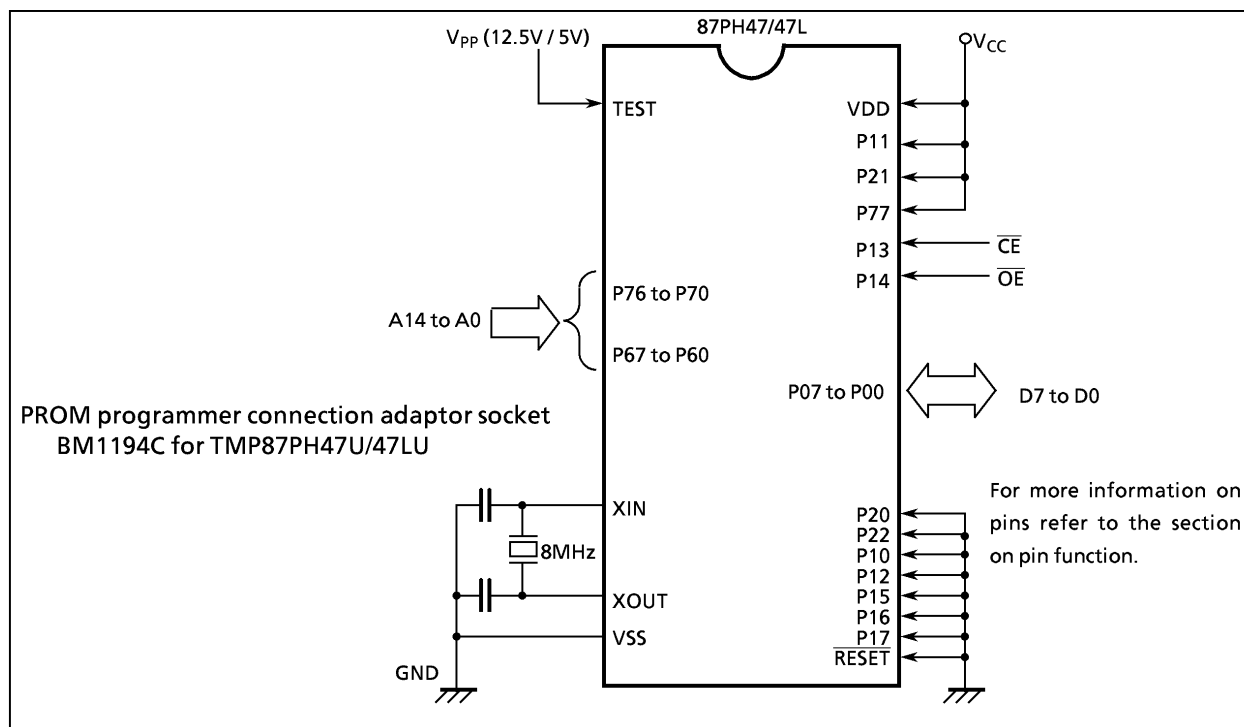 87PH47/47L
VPP (12.5V / 5V)
VCC
TEST
VDD
P11
P21
P77
P13
CE
P14
OE
P76 to P70
A14 to A0
P67 to P60
P07 to P00
D7 to D0
PROM programmer connection adaptor socket
BM1194C for TMP87PH47U/47LU
XIN
8MHz
XOUT
VSS
GND
P20
P22
P10
P12
P15
P16
P17
RESET
For more information on
pins refer to the section
on pin function.